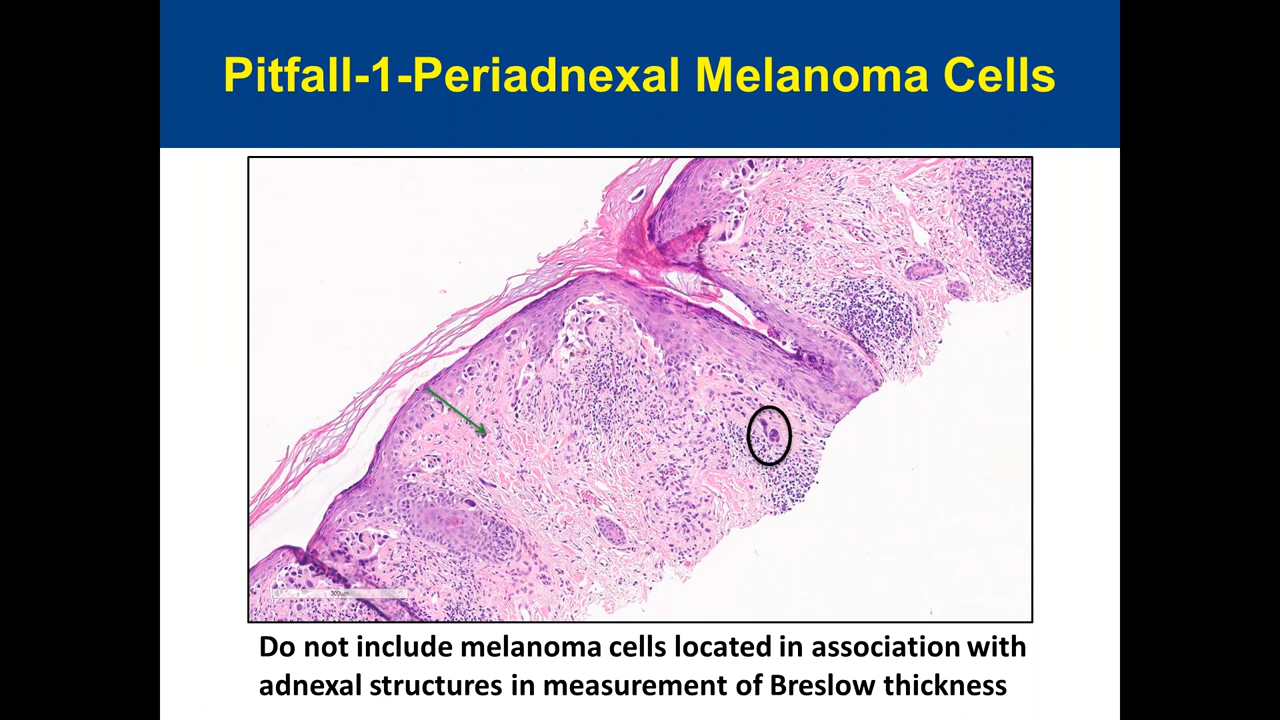 Pitfall-1-Periadnexal Melanoma Cells
300µm
Do not include melanoma cells located in association with
adnexal structures in measurement of Breslow thickness